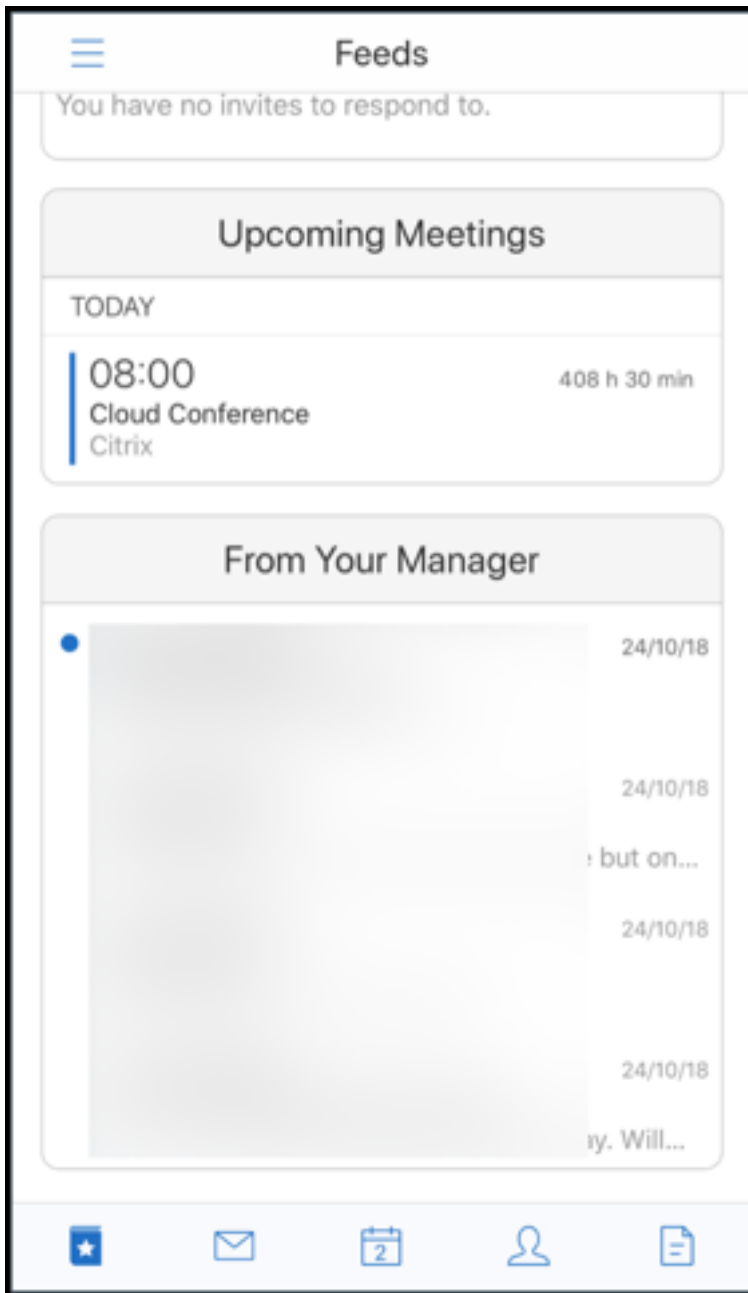 Feeds
You have no invites to respond to.
Upcoming Meetings
TODAY
08:00
408 h 30 min
Cloud Conference
Citrix
From Your Manager
24/10/18
24/10/18
but on...
24/10/18
24/10/18
Will...
2